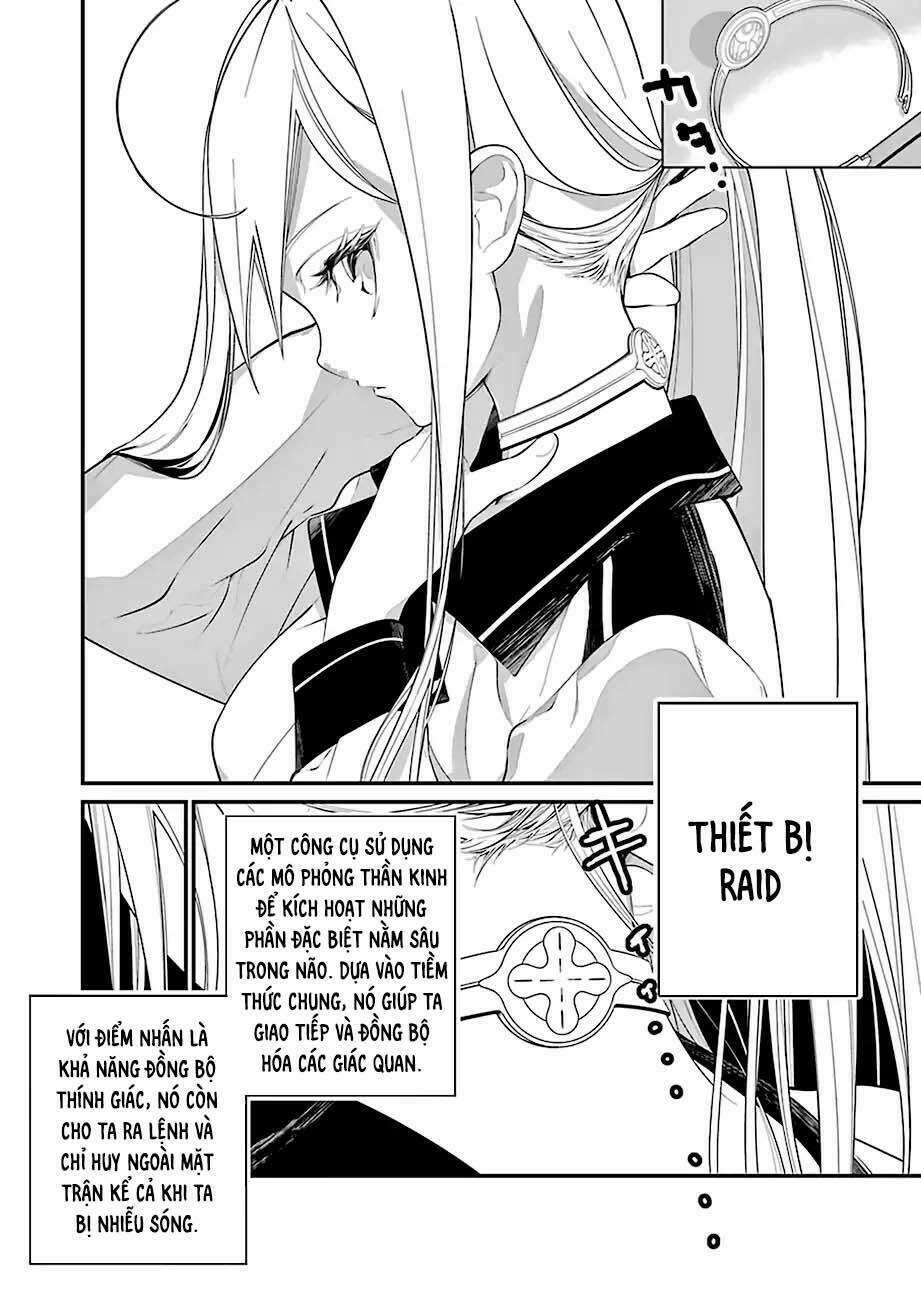 カタ…
THIẾT BỊ
RAID
キィ
MỘT CÔNG CỤ SỬ DỤNG
CÁC MÔ PHỎNG THẦN KINH
ĐỂ KÍCH HOẠT NHỮNG
PHẦN ĐẶC BIỆT NẰM SÂU
TRONG NÃO. DỰA VÀO TIỀM
THỨC CHUNG, NÓ GIÚP TA
GIAO TIẾP VÀ ĐỒNG BỘ
HÓA CÁC GIÁC QUAN.
VỚI ĐIỂM NHẤN LÀ
KHẢ NĂNG ĐỒNG BỘ
THÍNH GIÁC, NÓ CÒN
CHO TA RA LỆNH VÀ
CHỈ HUY NGOÀI MẶT
TRẬN KỂ CẢ KHI TA
BỊ NHIỄU SÓNG.